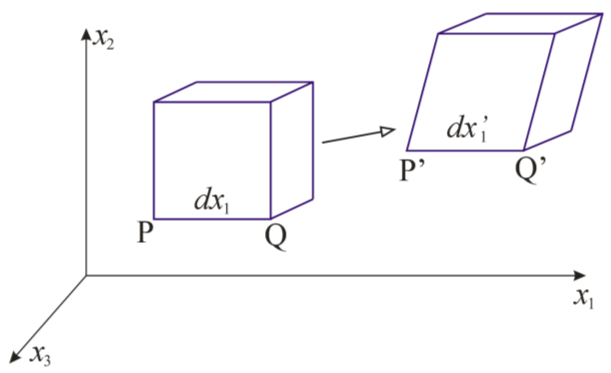 x₂
dx₁
P
Q
dx₁'
P'
Q'
x₁
x₃